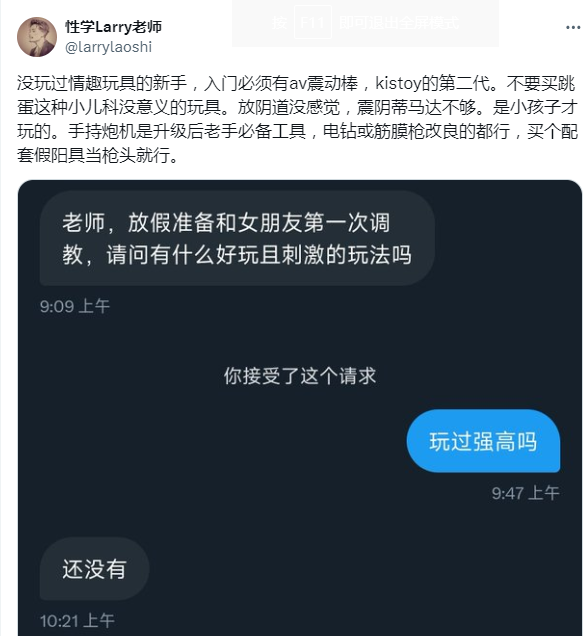 按 F11 即可退出全屏模式
性学Larry老师
@larrylaoshi
没玩过情趣玩具的新手，入门必须有av震动棒，kistoy的第二代。不要买跳
蛋这种小儿科没意义的玩具。放阴道没感觉，震阴蒂马达不够。是小孩子才
玩的。手持炮机是升级后老手必备工具，电钻或筋膜枪改良的都行，买个配
套假阳具当枪头就行。
老师，放假准备和女朋友第一次调
教，请问有什么好玩且刺激的玩法吗
9:09 上午
你接受了这个请求
玩过强高吗
9:47 上午
还没有
10:21 上午